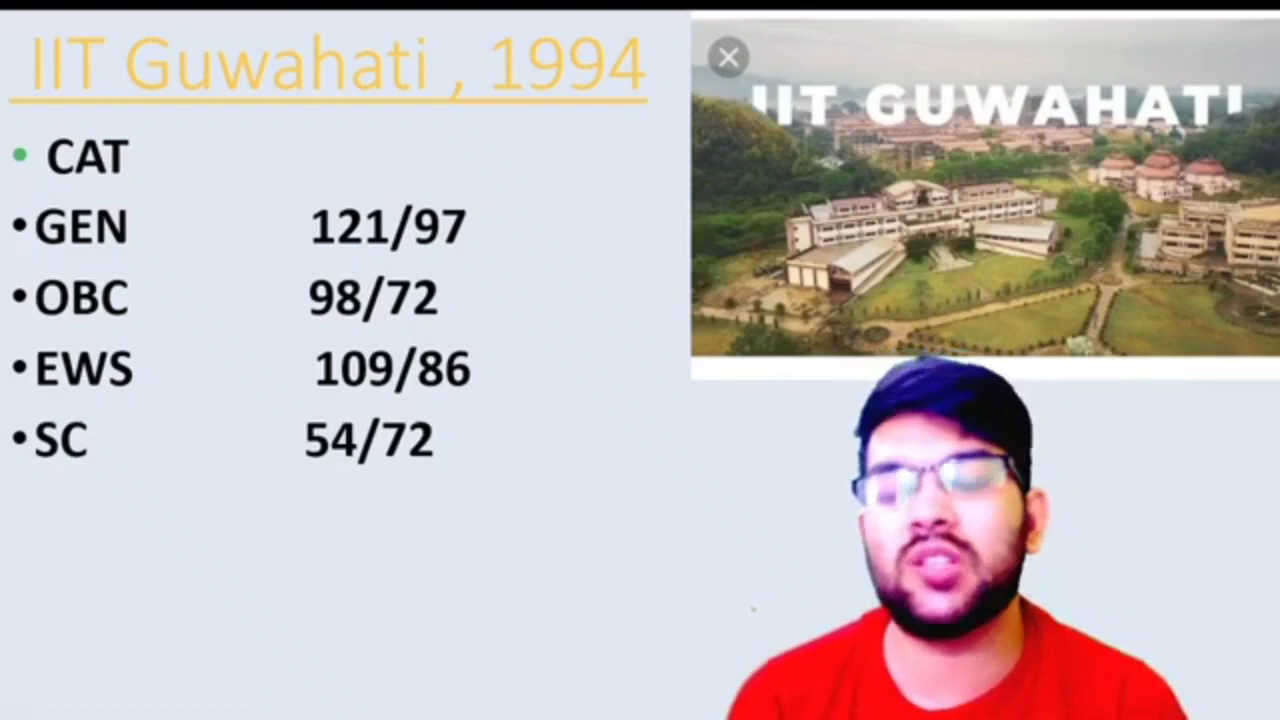 IIT Guwahati , 1994
IIT GUWAHATI
• CAT
• GEN 121/97
• OBC 98/72
• EWS 109/86
• SC 54/72